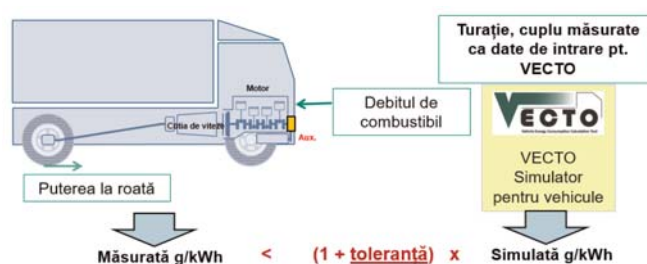 Turație, cuplu măsurate
ca date de intrare pt.
VECTO
Motor
Cutia de viteze
Aux.
Debitul de
combustibil
VECTO
Vehicle Energy Consumption Calculation Tool
VECTO
Simulator
pentru vehicule
Puterea la roată
Măsurată g/kWh < (1 + toleranță) x Simulată g/kWh